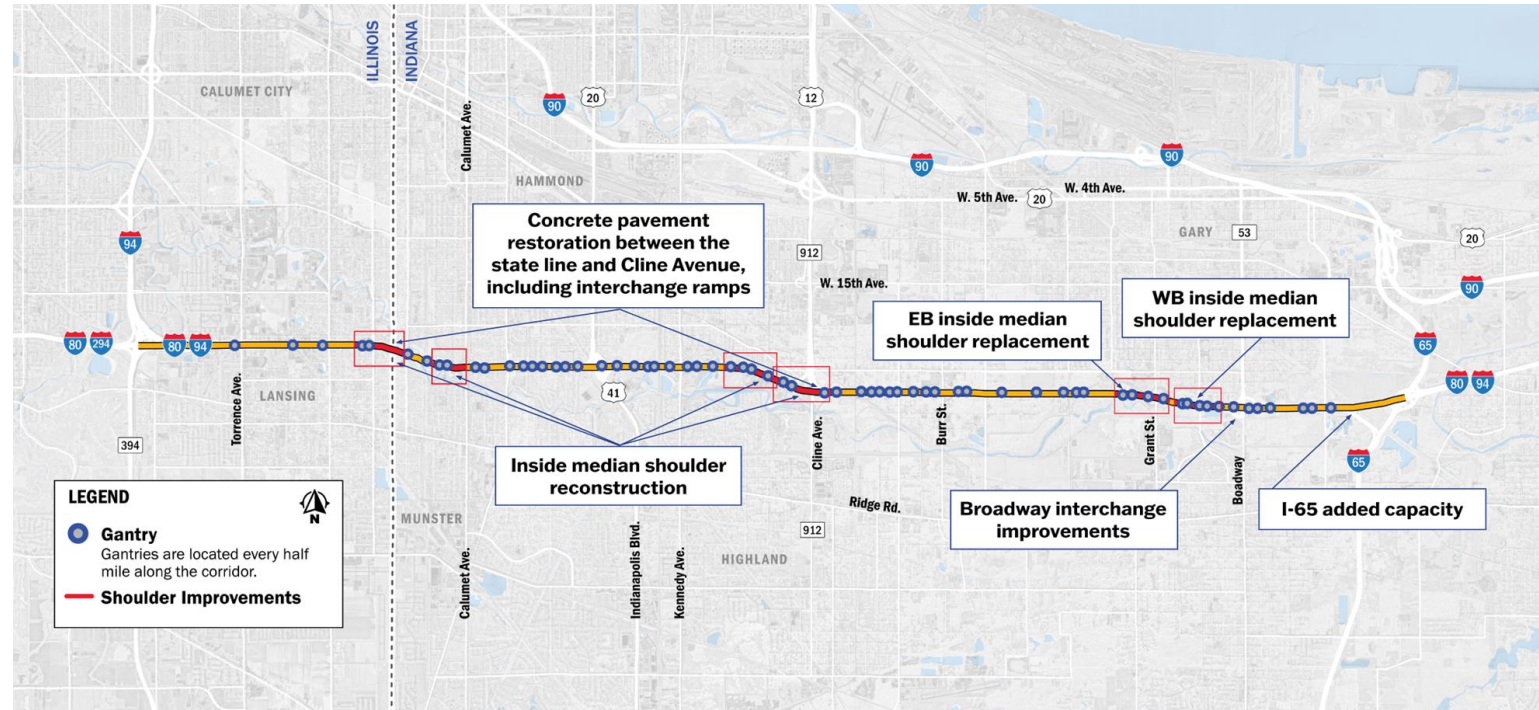 ILLINOIS
INDIANA
CALUMET CITY
Calumet Ave.
90
20
12
HAMMOND
90
90
W. 5th Ave.
20
W. 4th Ave.
94
Concrete pavement
restoration between the
state line and Cline Avenue,
including interchange ramps
912
GARY
53
20
W. 15th Ave.
90
EB inside median
shoulder replacement
WB inside median
shoulder replacement
80
294
80
94
65
80
94
Torrence Ave.
LANSING
41
394
Inside median shoulder
reconstruction
Cline Ave.
Burr St.
Grant St.
Boadway
65
LEGEND
N
Gantry
Gantries are located every half
mile along the corridor.
Shoulder Improvements
MUNSTER
Calumet Ave.
Indianapolis Blvd.
Kennedy Ave.
HIGHLAND
912
Ridge Rd.
Broadway interchange
improvements
I-65 added capacity